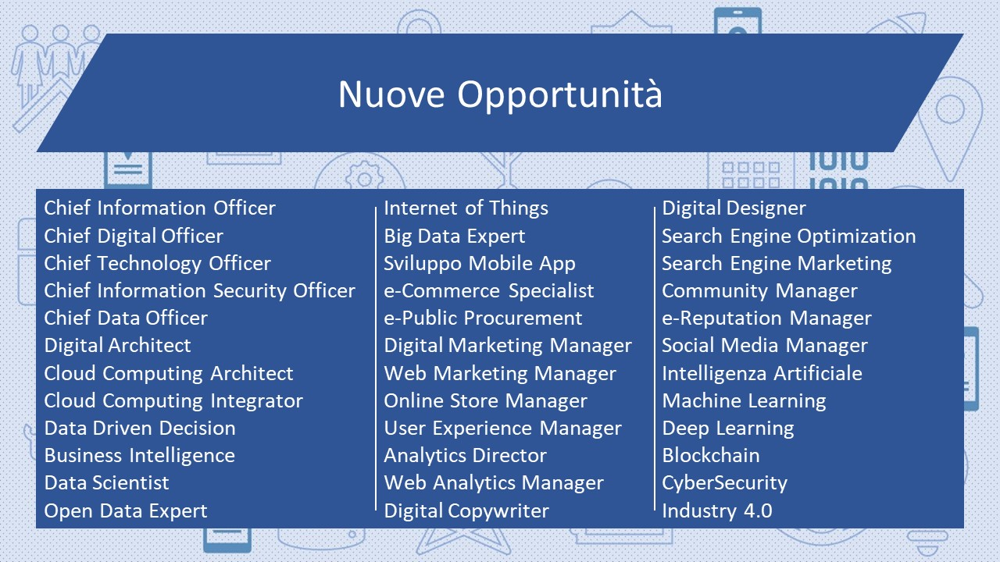 Nuove Opportunità
Chief Information Officer
Chief Digital Officer
Chief Technology Officer
Chief Information Security Officer
Chief Data Officer
Digital Architect
Cloud Computing Architect
Cloud Computing Integrator
Data Driven Decision
Business Intelligence
Data Scientist
Open Data Expert
Internet of Things
Big Data Expert
Sviluppo Mobile App
e-Commerce Specialist
e-Public Procurement
Digital Marketing Manager
Web Marketing Manager
Online Store Manager
User Experience Manager
Analytics Director
Web Analytics Manager
Digital Copywriter
Digital Designer
Search Engine Optimization
Search Engine Marketing
Community Manager
e-Reputation Manager
Social Media Manager
Intelligenza Artificiale
Machine Learning
Deep Learning
Blockchain
CyberSecurity
Industry 4.0